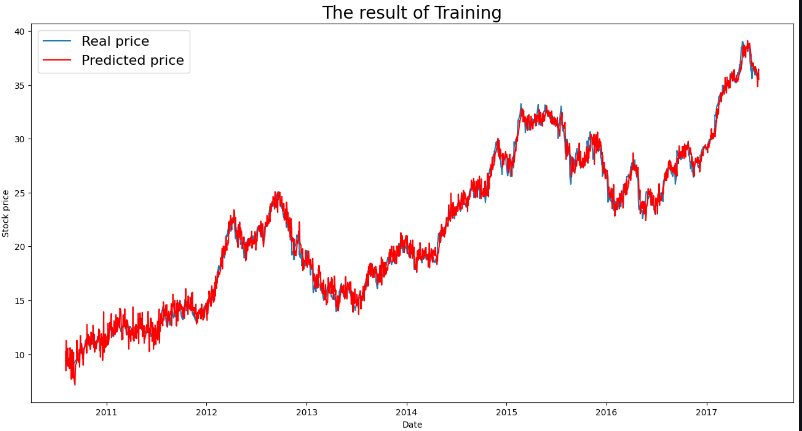 The result of Training
Real price
Predicted price
Stock price
40
35
30
25
20
15
10
2011
2012
2013
2014
2015
2016
2017
Date